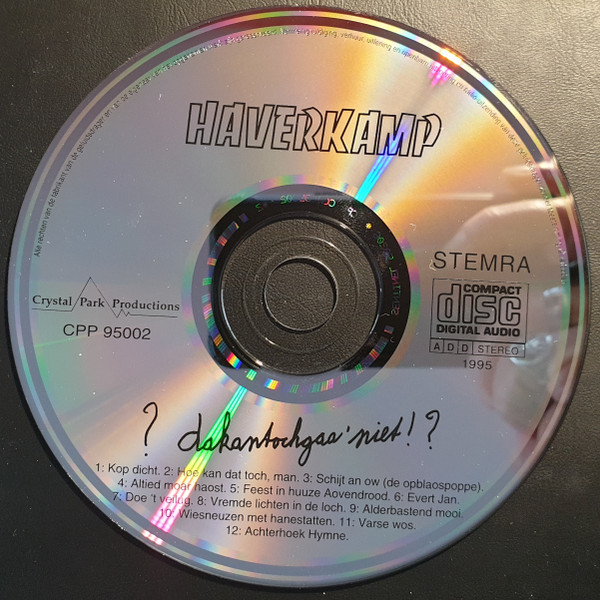 HAVERKAMP
STEMRA
COMPACT
disc
DIGITAL AUDIO
A D D STEREO
1995
Crystal Park Productions
CPP 95002
? dakantochgaa'niet!?
1: Kop dicht. 2: Hoe kan dat toch, man. 3: Schijt an ow (de opblaospoppe).
4: Altied moar haost. 5: Feest in huuze Aovendrood. 6: Evert Jan.
7: Doe 't veilug. 8: Vremde lichten in de loch. 9: Alderbastend mooi.
10: Wiesneuzen met hanestatten. 11: Varse wos.
12: Achterhoek Hymne.